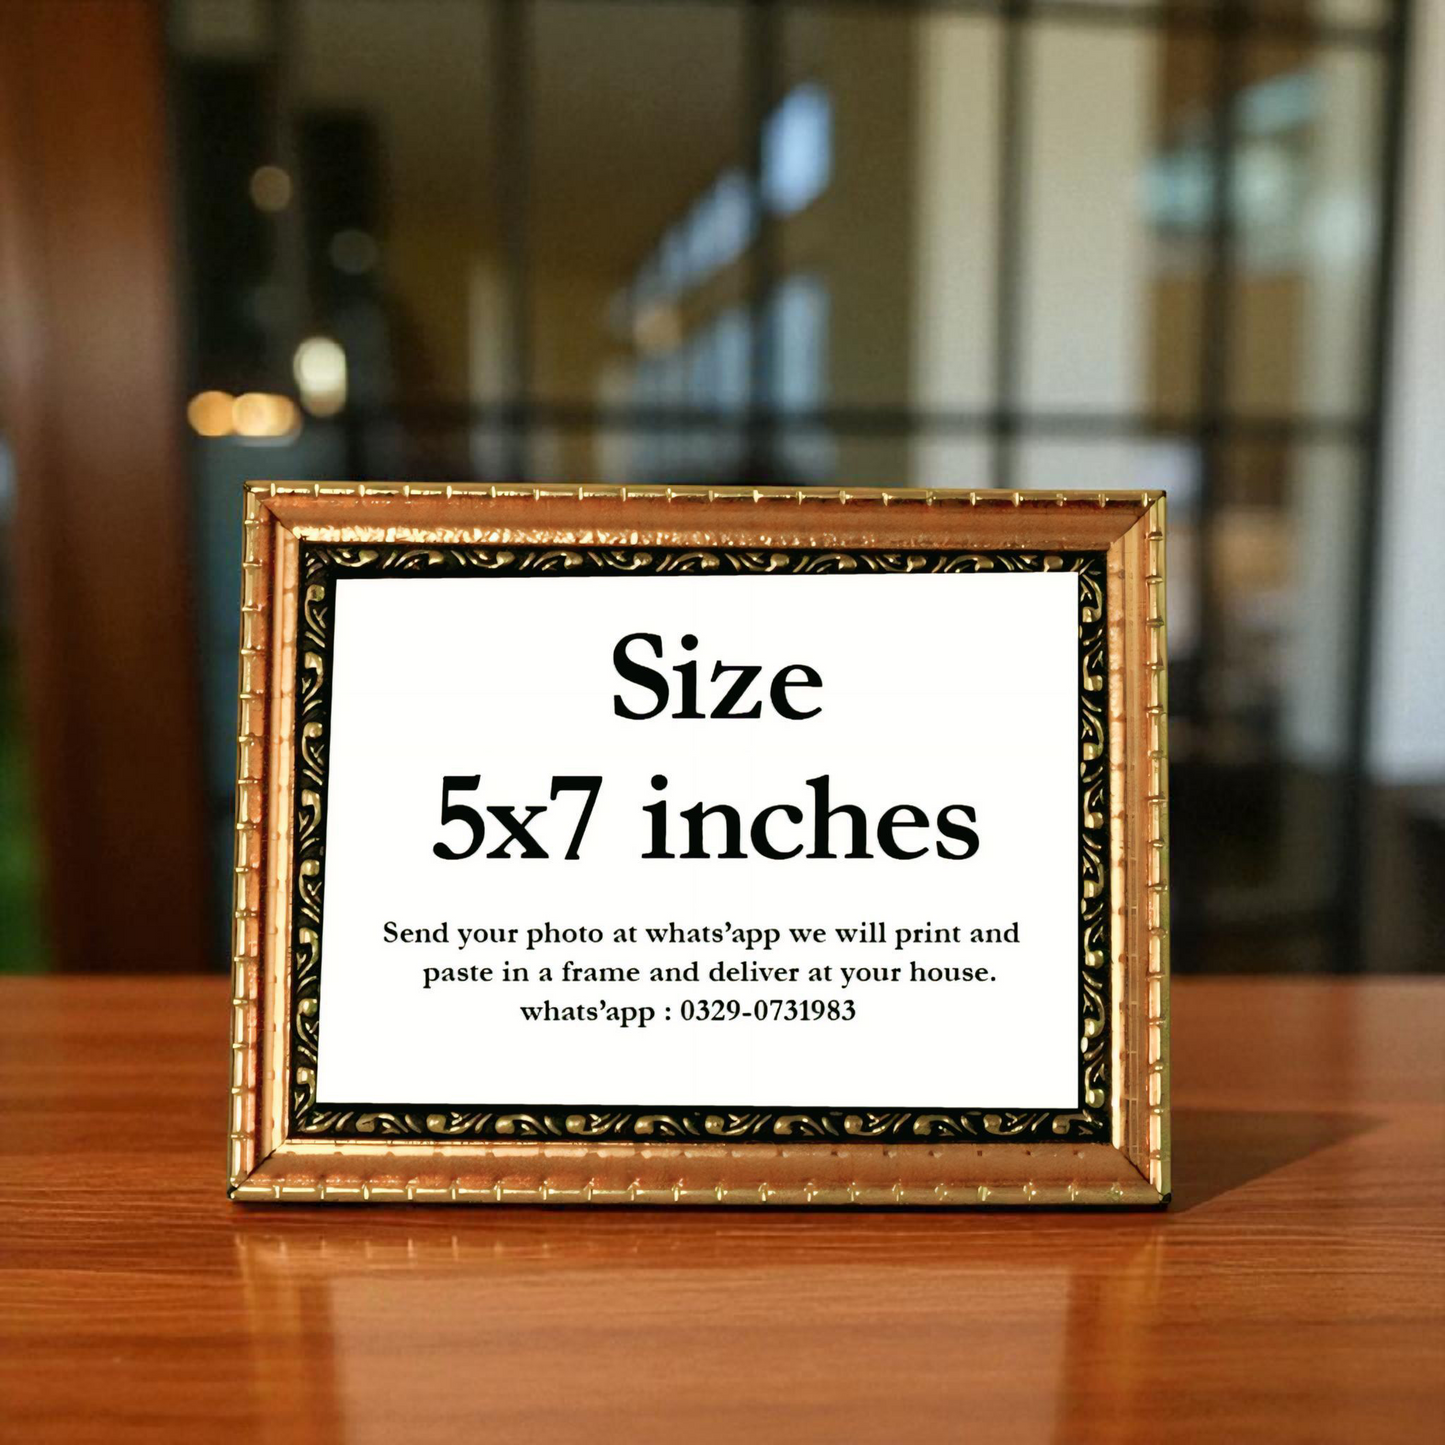 Size
5x7 inches
Send your photo at whats’app we will print and
paste in a frame and deliver at your house.
whats’app : 0329-0731983